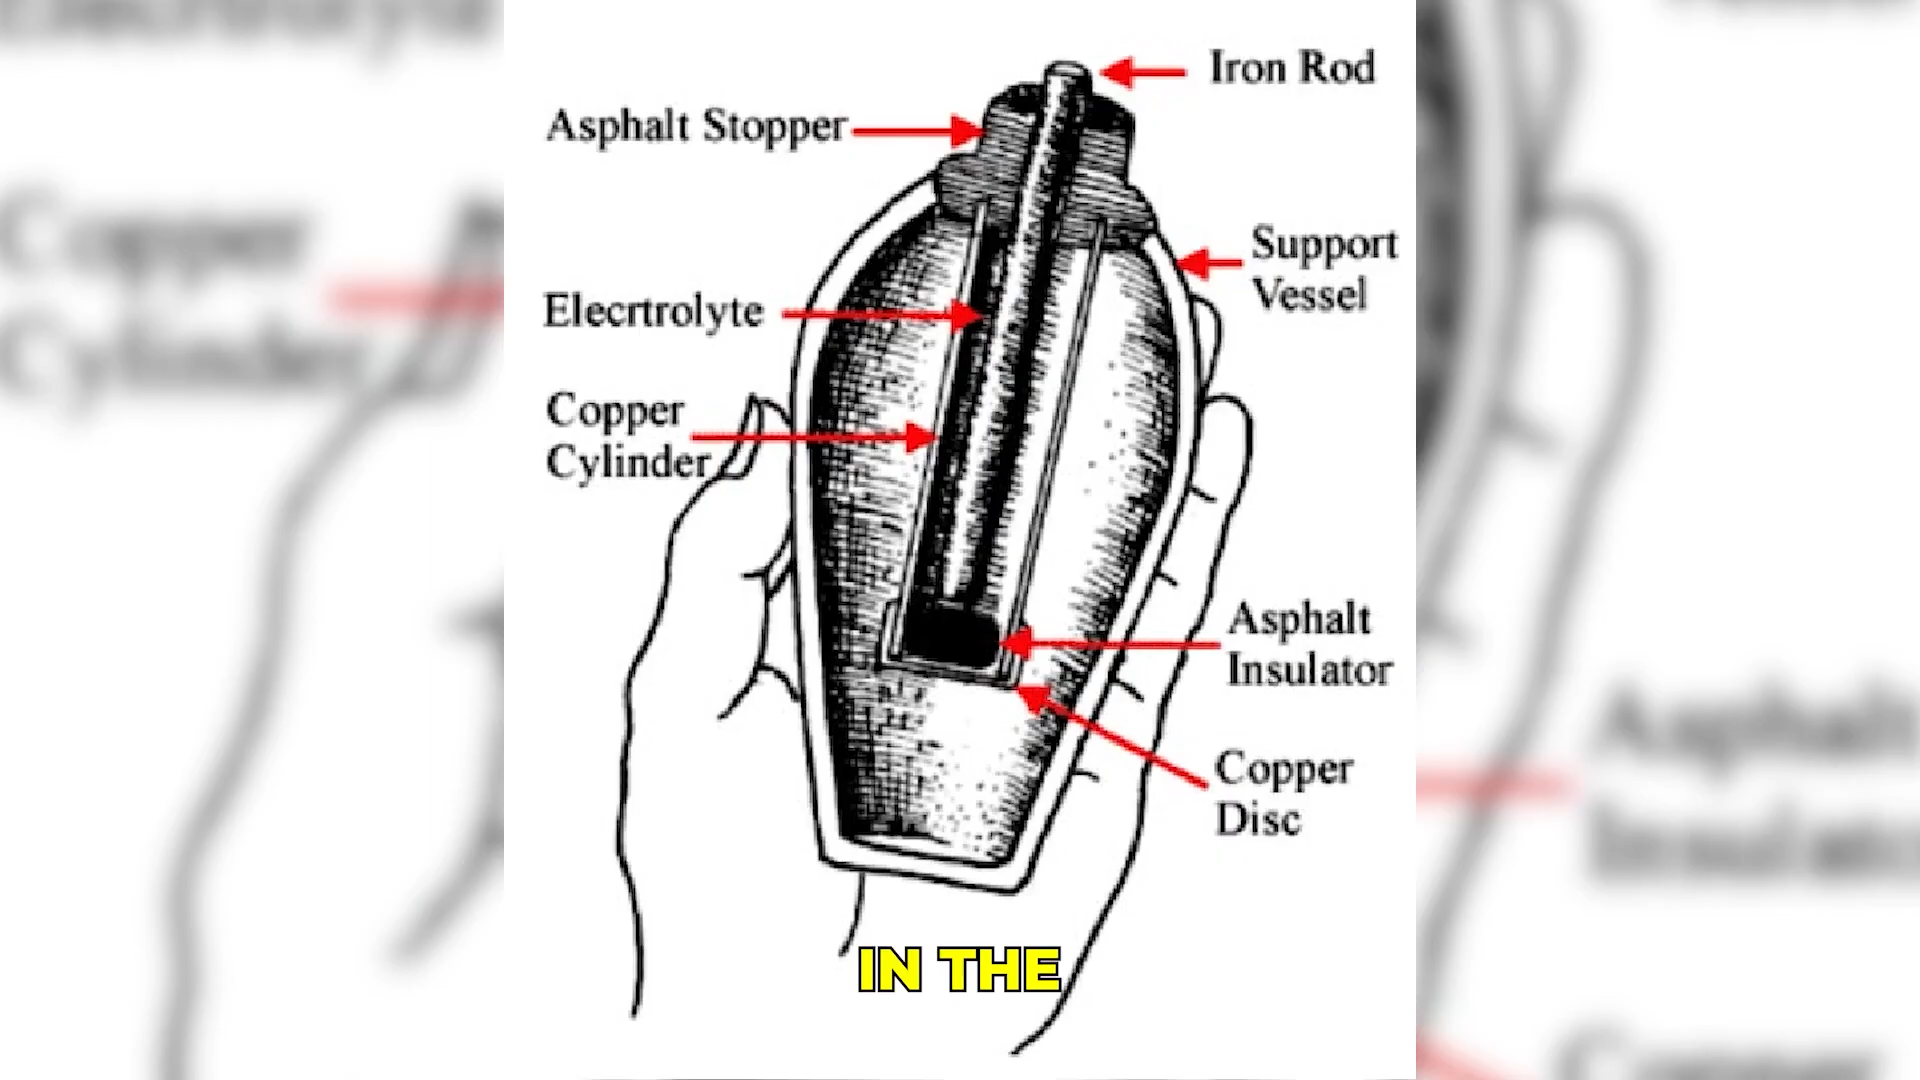 Iron Rod
Asphalt Stopper
Support
Vessel
Elecrtrolyte
Copper
Cylinder
Asphalt
Insulator
Copper
Disc
IN THE